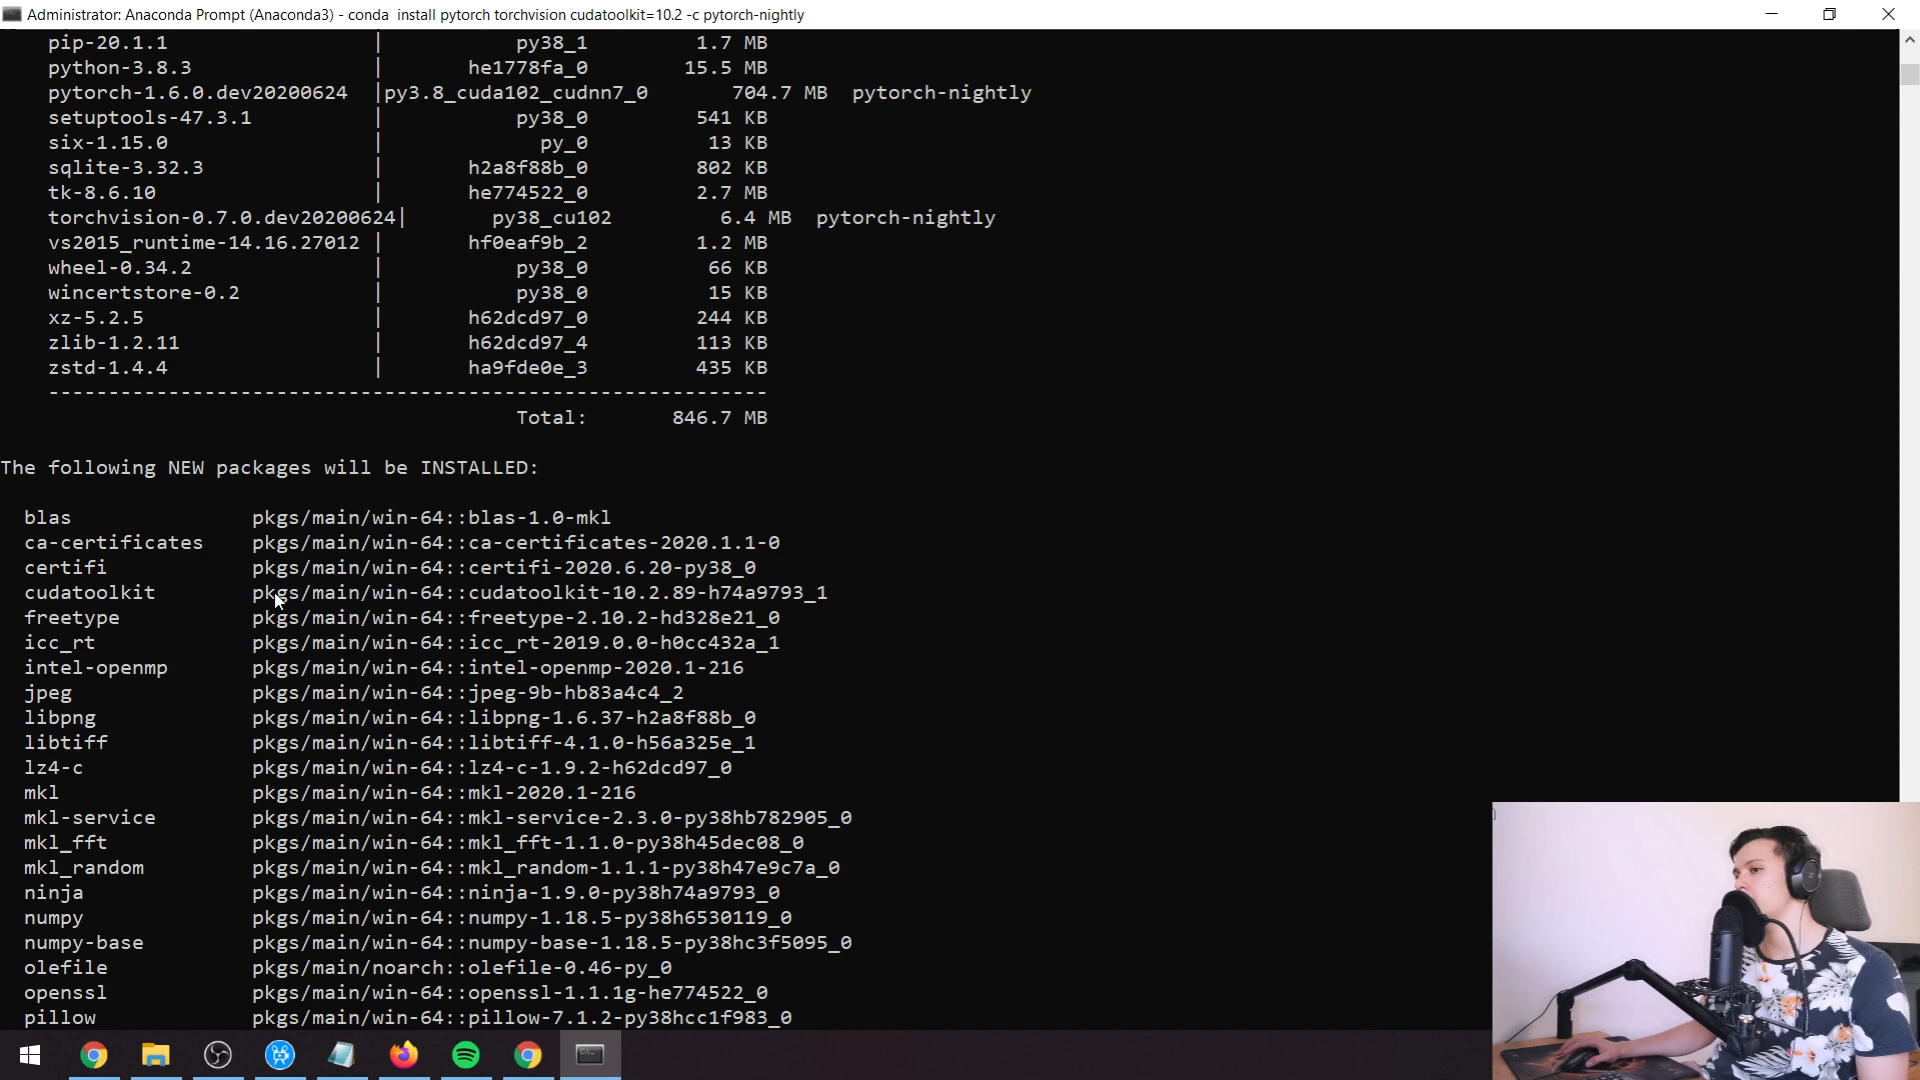 Administrator: Anaconda Prompt (Anaconda3) - conda  install pytorch torchvision cudatoolkit=10.2 -c pytorch-nightly
pip-20.1.1 | py38_1 1.7 MB
python-3.8.3 | he1778fa_0 15.5 MB
pytorch-1.6.0.dev20200624 |py3.8_cuda102_cudnn7_0 704.7 MB pytorch-nightly
setuptools-47.3.1 | py38_0 541 KB
six-1.15.0 | py_0 13 KB
sqlite-3.32.3 | h2a8f88b_0 802 KB
tk-8.6.10 | he774522_0 2.7 MB
torchvision-0.7.0.dev20200624| py38_cu102 6.4 MB pytorch-nightly
vs2015_runtime-14.16.27012 | hf0eaf9b_2 1.2 MB
wheel-0.34.2 | py38_0 66 KB
wincertstore-0.2 | py38_0 15 KB
xz-5.2.5 | h62dcd97_0 244 KB
zlib-1.2.11 | h62dcd97_4 113 KB
zstd-1.4.4 | ha9fde0e_3 435 KB
------------------------------------------------------------
Total: 846.7 MB
The following NEW packages will be INSTALLED:
blas pkgs/main/win-64::blas-1.0-mkl
ca-certificates pkgs/main/win-64::ca-certificates-2020.1.1-0
certifi pkgs/main/win-64::certifi-2020.6.20-py38_0
cudatoolkit pkgs/main/win-64::cudatoolkit-10.2.89-h74a9793_1
freetype pkgs/main/win-64::freetype-2.10.2-hd328e21_0
icc_rt pkgs/main/win-64::icc_rt-2019.0.0-h0cc432a_1
intel-openmp pkgs/main/win-64::intel-openmp-2020.1-216
jpeg pkgs/main/win-64::jpeg-9b-hb83a4c4_2
libpng pkgs/main/win-64::libpng-1.6.37-h2a8f88b_0
libtiff pkgs/main/win-64::libtiff-4.1.0-h56a325e_1
lz4-c pkgs/main/win-64::lz4-c-1.9.2-h62dcd97_0
mkl pkgs/main/win-64::mkl-2020.1-216
mkl-service pkgs/main/win-64::mkl-service-2.3.0-py38hb782905_0
mkl_fft pkgs/main/win-64::mkl_fft-1.1.0-py38h45dec08_0
mkl_random pkgs/main/win-64::mkl_random-1.1.1-py38h47e9c7a_0
ninja pkgs/main/win-64::ninja-1.9.0-py38h74a9793_0
numpy pkgs/main/win-64::numpy-1.18.5-py38h6530119_0
numpy-base pkgs/main/win-64::numpy-base-1.18.5-py38hc3f5095_0
olefile pkgs/main/noarch::olefile-0.46-py_0
openssl pkgs/main/win-64::openssl-1.1.1g-he774522_0
pillow pkgs/main/win-64::pillow-7.1.2-py38hcc1f983_0